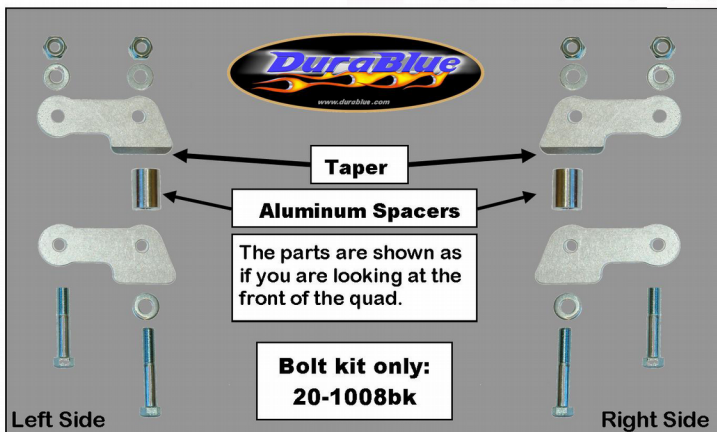 DuraBlue
www.durablue.com
Taper
Aluminum Spacers
The parts are shown as
if you are looking at the
front of the quad.
Bolt kit only:
20-1008bk
Left Side
Right Side